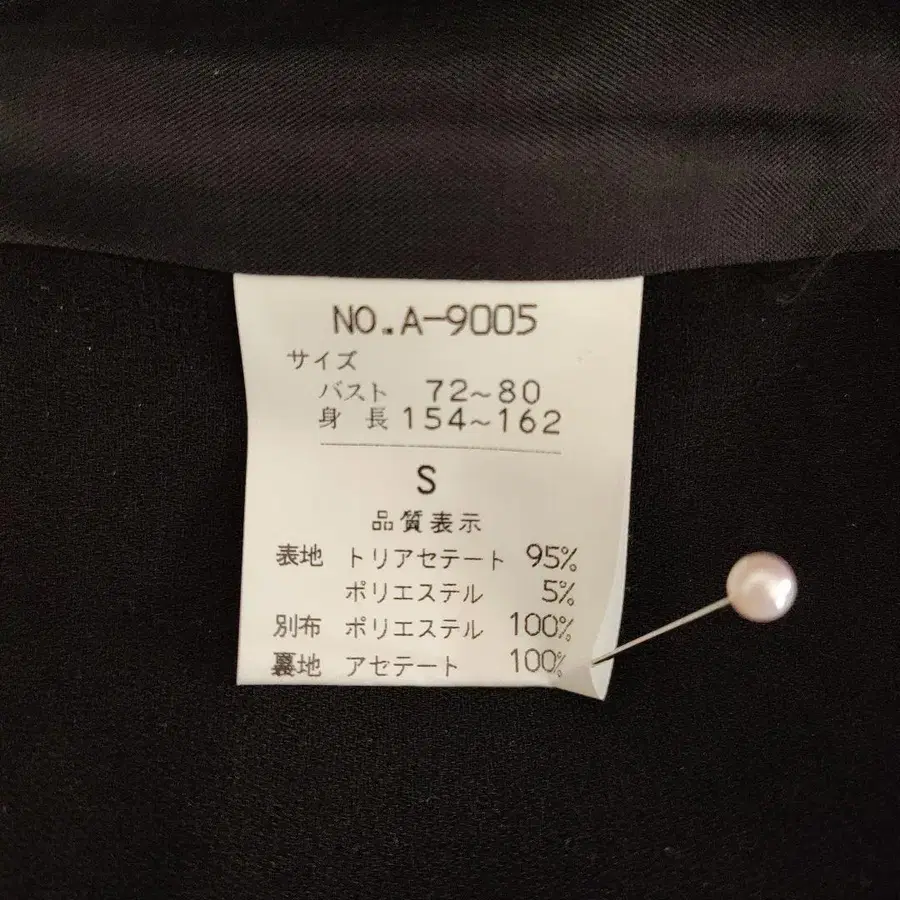 NO.A-9005
サイズ
バスト 72~80
身長 154~162
S
品質表示
表地 トリアセテート 95%
ポリエステル 5%
別布 ポリエステル 100%
裏地 アセテート 100%